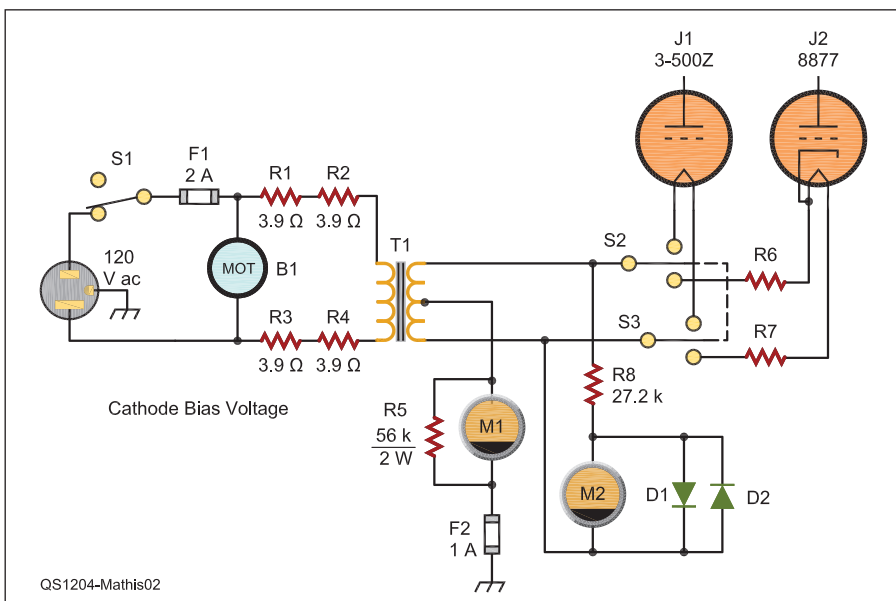 J1
3-500Z
J2
8877
S1
F1
2 A
R1
R2
3.9 Ω
3.9 Ω
120
V ac
MOT
B1
T1
S2
R6
S3
R7
R3
R4
3.9 Ω
3.9 Ω
R8
27.2 k
Cathode Bias Voltage
R5
56 k
2 W
M1
M2
D1
D2
F2
1 A
QS1204-Mathis02